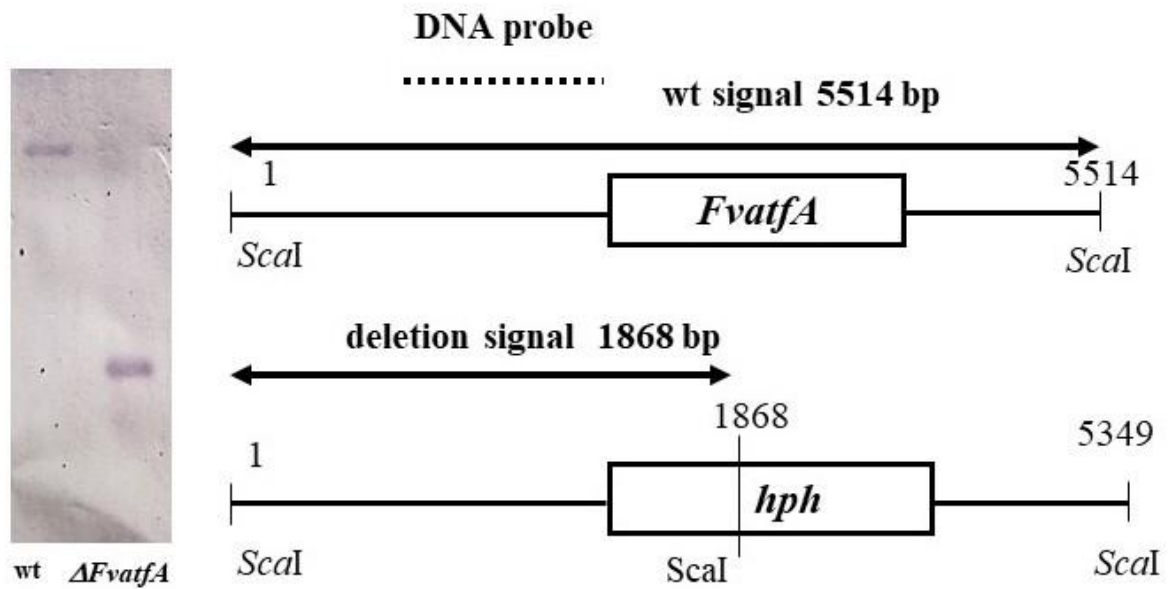 DNA probe
wt signal 5514 bp
1
5514
FvatfA
ScaI
ScaI
deletion signal 1868 bp
1868
5349
1
hph
ScaI
ScaI
ScaI
wt ΔFvatfA